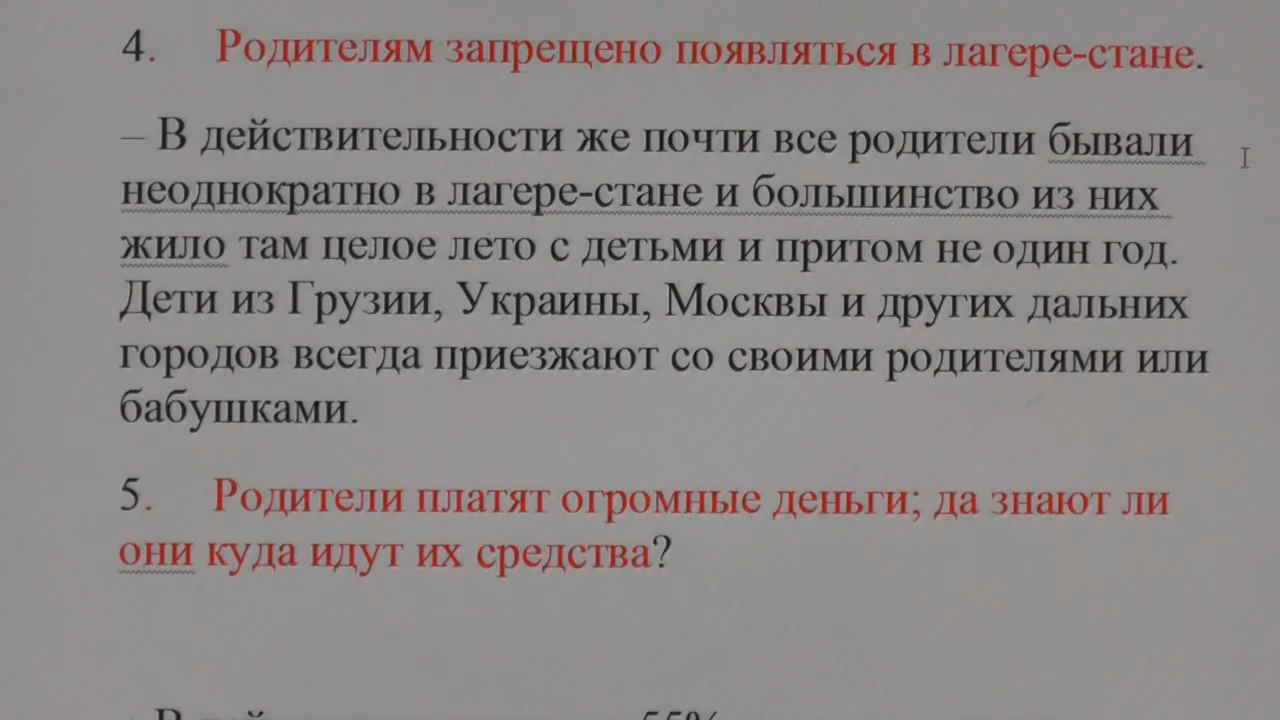 4. Родителям запрещено появляться в лагере-стане.
– В действительности же почти все родители бывали
неоднократно в лагере-стане и большинство из них
жило там целое лето с детьми и притом не один год.
Дети из Грузии, Украины, Москвы и других дальних
городов всегда приезжают со своими родителями или
бабушками.
5. Родители платят огромные деньги; да знают ли
они куда идут их средства?
– В 55%